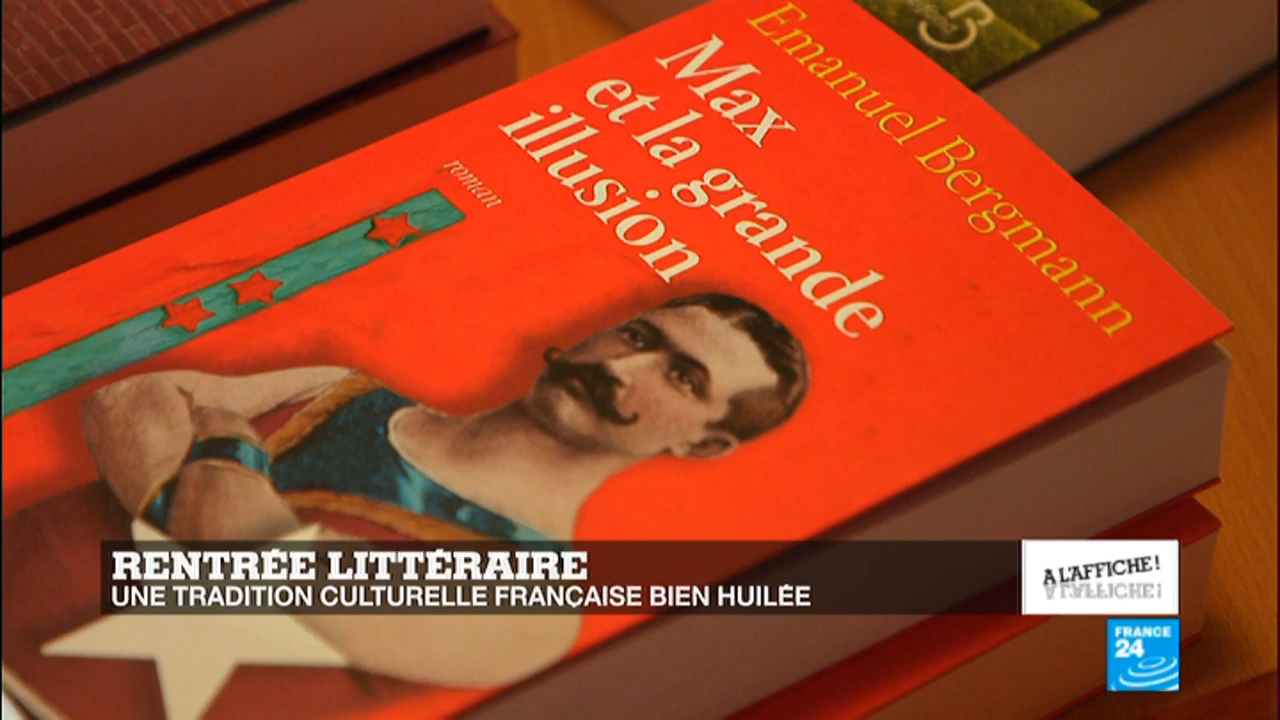 Emanuel Bergmann
Max
et la grande
illusion
roman
RENTRÉE LITTÉRAIRE
UNE TRADITION CULTURELLE FRANÇAISE BIEN HUILÉE
A L'AFFICHE !
FRANCE
24